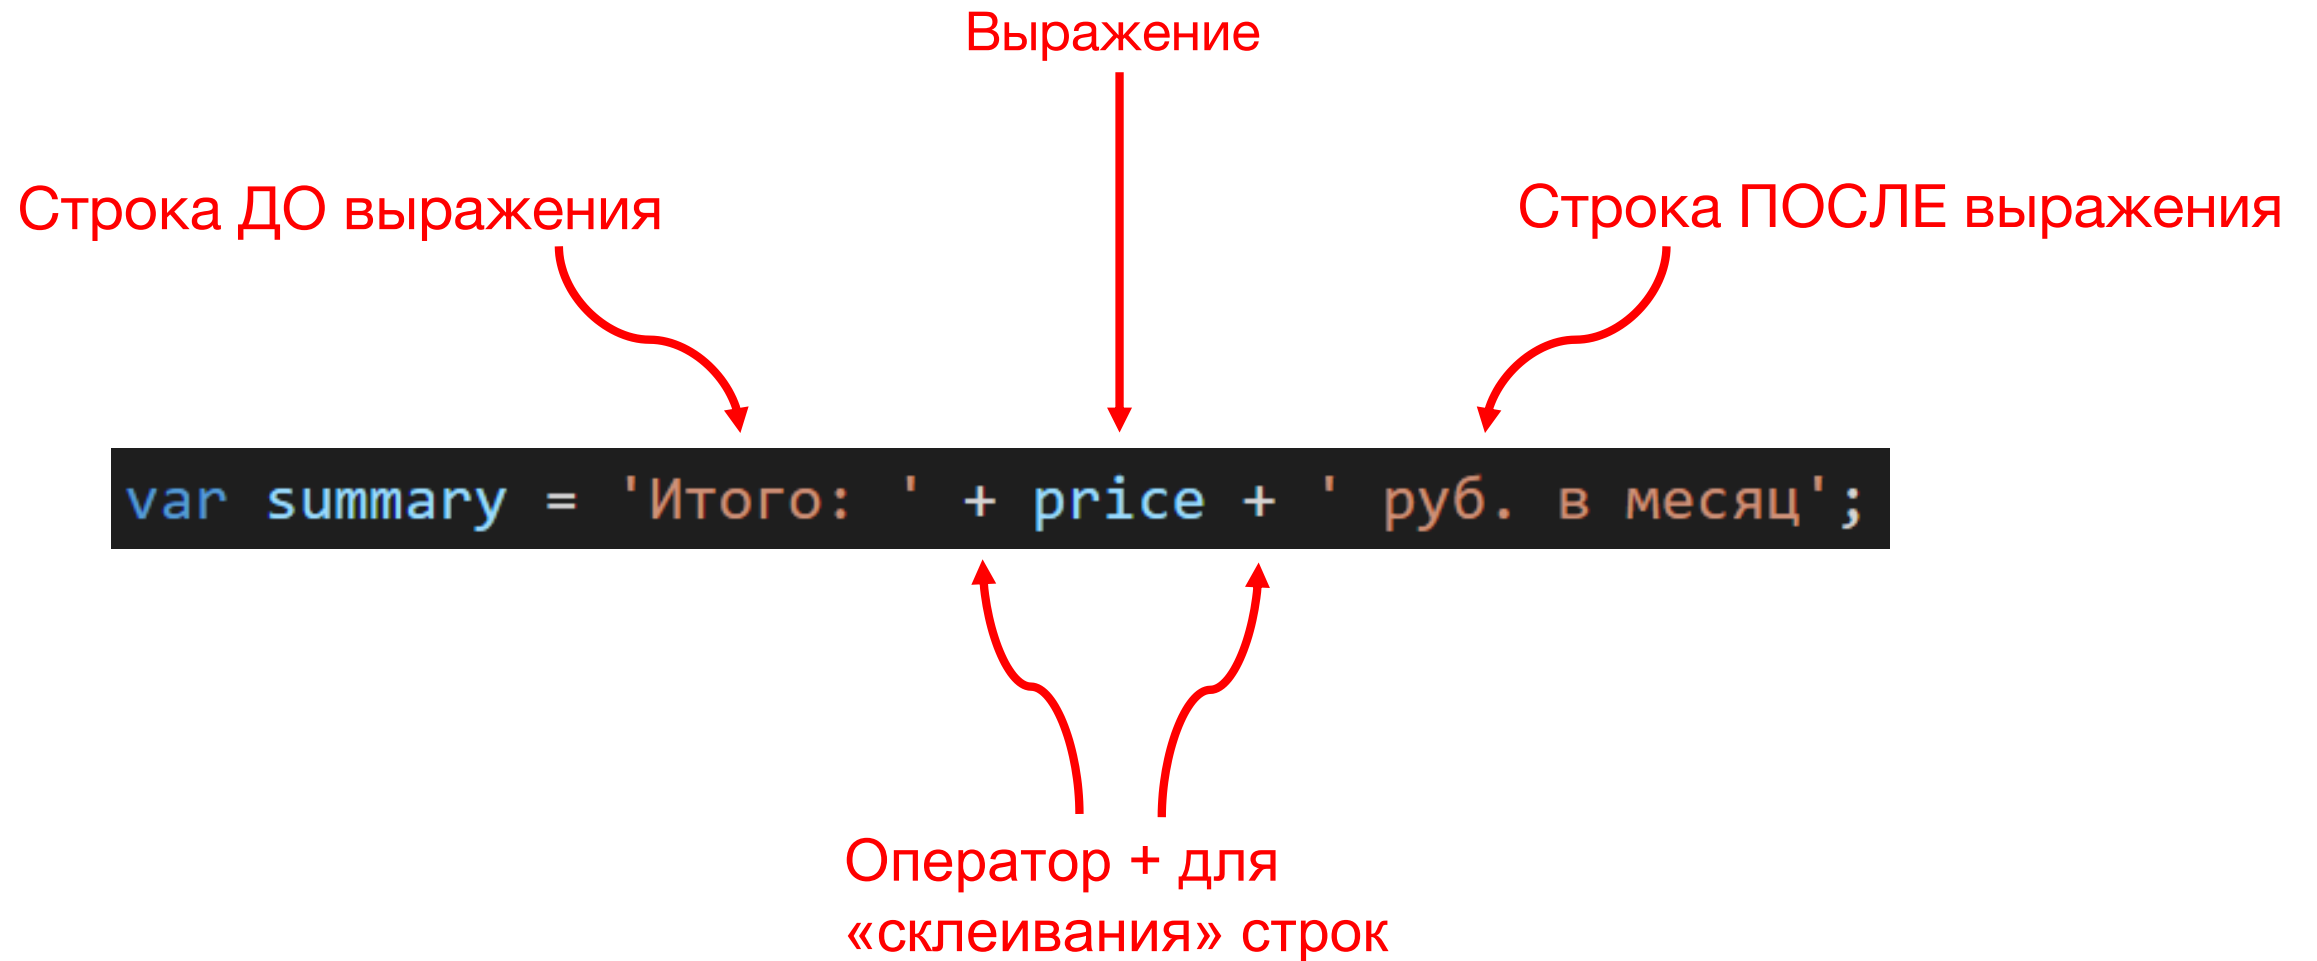 Выражение
Строка ДО выражения
Строка ПОСЛЕ выражения
var summary = 'Итого: ' + price + ' руб. в месяц';
Оператор + для
«склеивания» строк